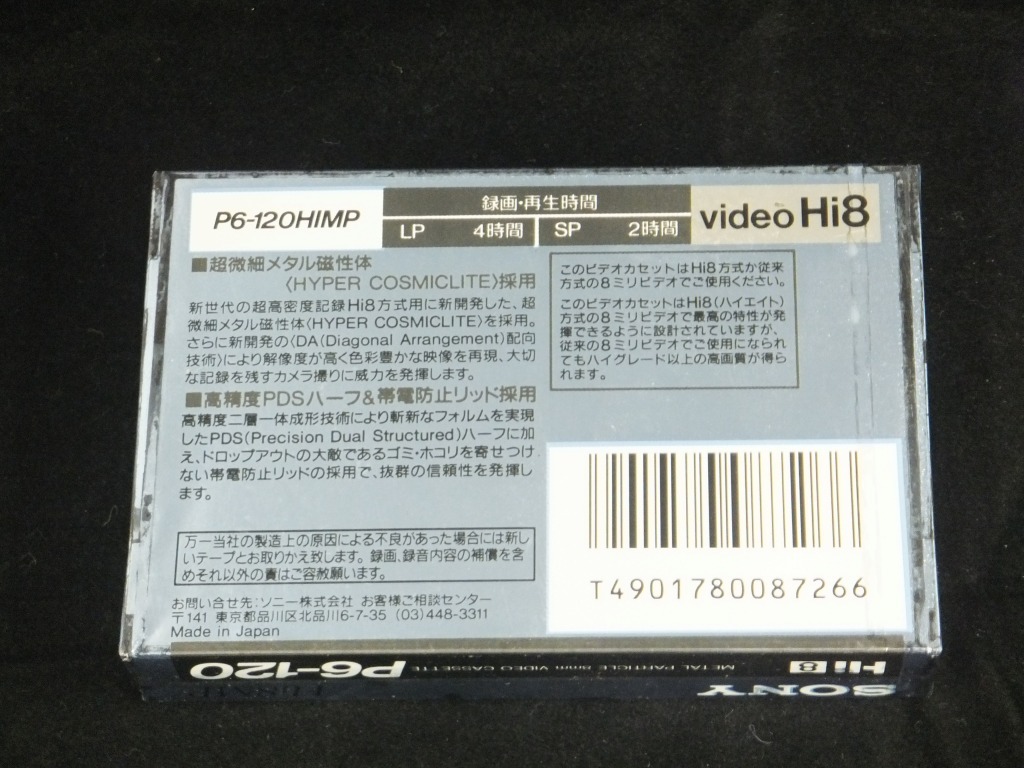 P6-120HIMP
録画・再生時間
LP 4時間 SP 2時間
video Hi8
■超微細メタル磁性体
〈HYPER COSMICLITE〉採用
新世代の超高密度記録Hi8方式用に新開発した、超
微細メタル磁性体〈HYPER COSMICLITE〉を採用。
さらに新開発の〈DA(Diagonal Arrangement)配向
技術〉により解像度が高く色彩豊かな映像を再現、大切
な記録を残すカメラ撮りに威力を発揮します。
■高精度PDSハーフ&帯電防止リッド採用
高精度二層一体成形技術により斬新なフォルムを実現
したPDS(Precision Dual Structured)ハーフに加
え、ドロップアウトの大敵であるゴミ・ホコリを寄せつけ
ない帯電防止リッドの採用で、抜群の信頼性を発揮し
ます。
このビデオカセットはHi8方式か従来
方式の8ミリビデオでご使用ください。
このビデオカセットはHi8(ハイエイト)
方式の8ミリビデオで最高の特性が発
揮できるように設計されていますが、
従来の8ミリビデオでご使用になられ
てもハイグレード以上の高画質が得ら
れます。
万一当社の製造上の原因による不良があった場合には新し
いテープとお取りかえ致します。録画、録音内容の補償を含
めそれ以外の責はご容赦願います。
お問い合せ先:ソニー株式会社 お客様ご相談センター
〒141 東京都品川区北品川6-7-35 (03)448-3311
Made in Japan
T4901780087266
Hi8 METAL PARTICLE 8mm VIDEO CASSETTE P6-120
SONY